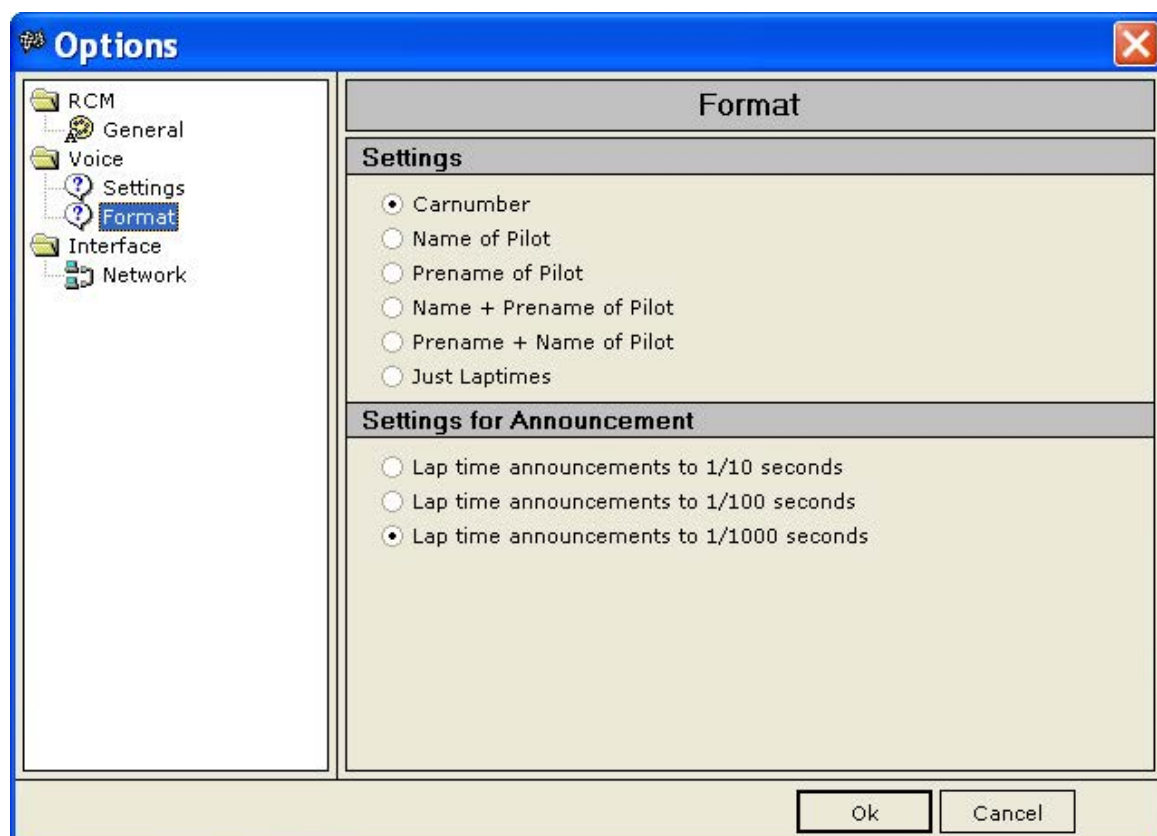 Options
RCM
General
Voice
Settings
Format
Interface
Network
Format
Settings
Carnumber
Name of Pilot
Prename of Pilot
Name + Prename of Pilot
Prename + Name of Pilot
Just Laptimes
Settings for Announcement
Lap time announcements to 1/10 seconds
Lap time announcements to 1/100 seconds
Lap time announcements to 1/1000 seconds
Ok
Cancel